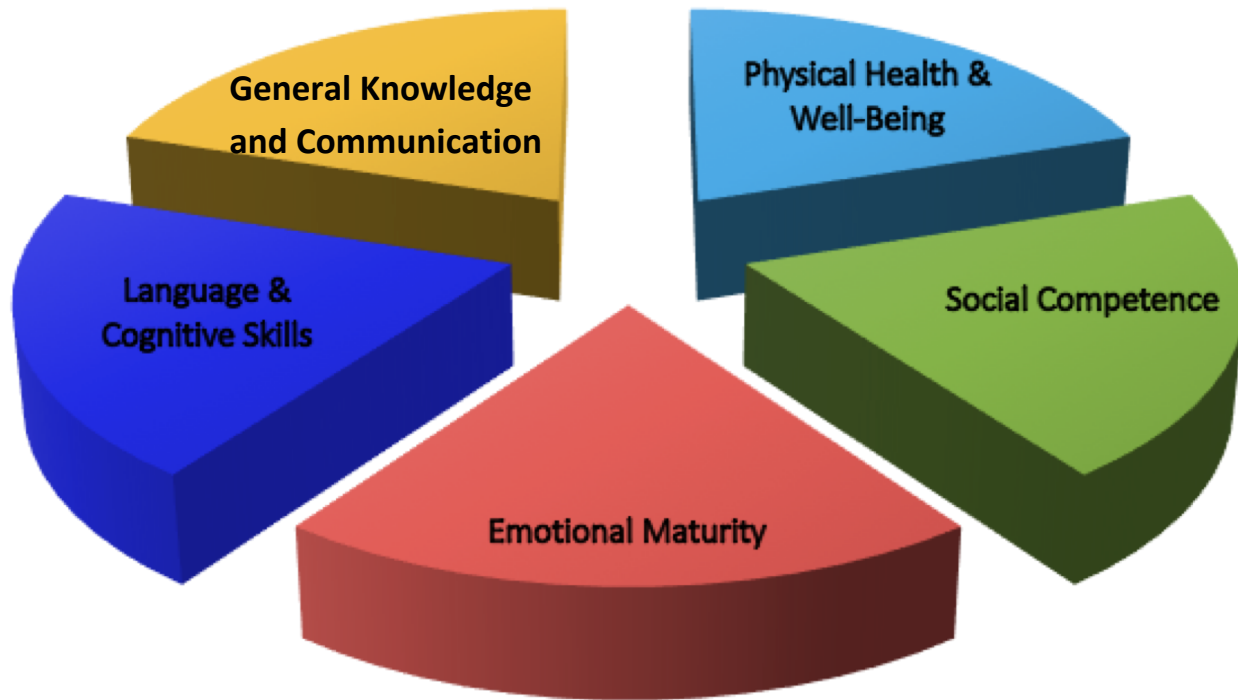 General Knowledge
and Communication
Physical Health &
Well-Being
Language &
Cognitive Skills
Social Competence
Emotional Maturity